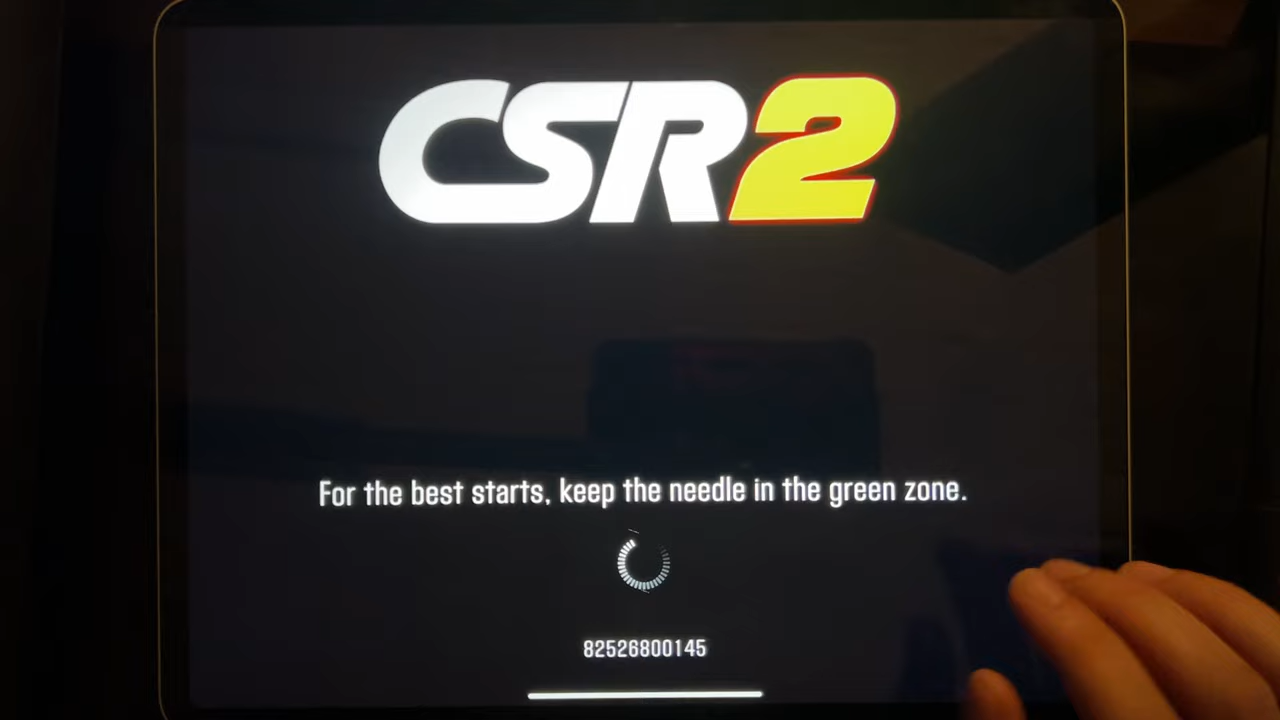 CSR2
For the best starts, keep the needle in the green zone.
82526800145